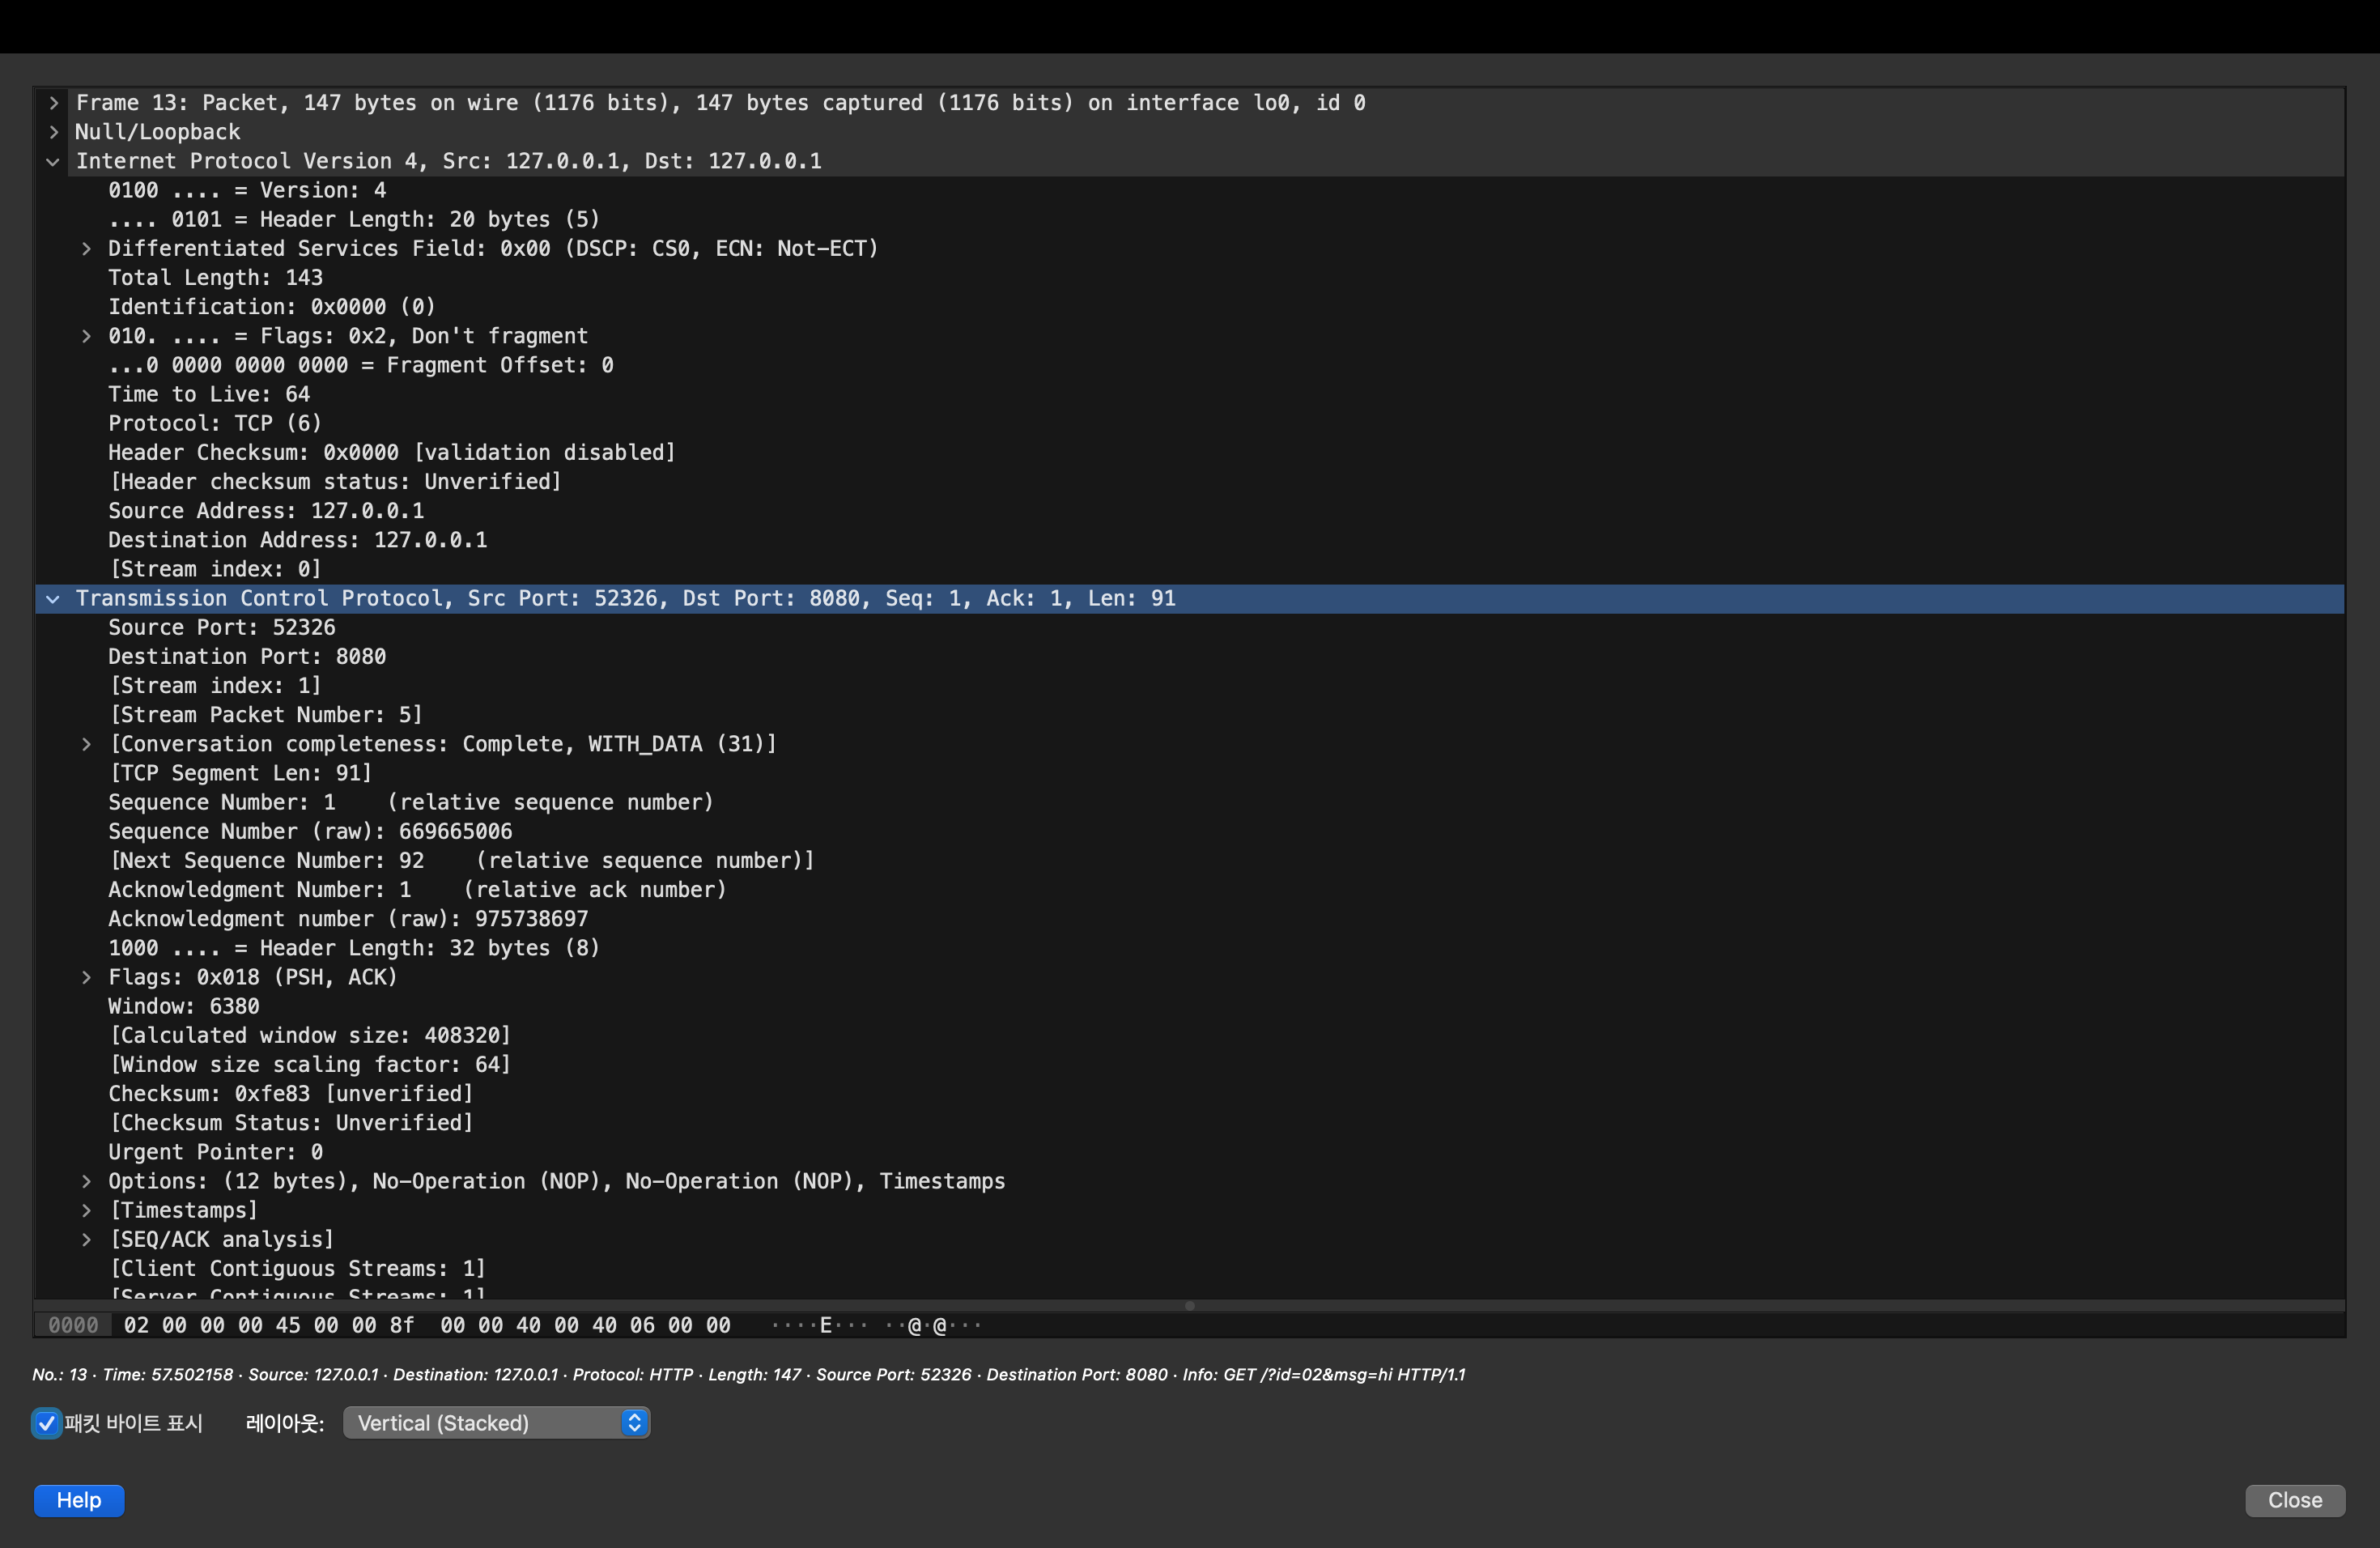 Frame 13: Packet, 147 bytes on wire (1176 bits), 147 bytes captured (1176 bits) on interface lo0, id 0
Null/Loopback
Internet Protocol Version 4, Src: 127.0.0.1, Dst: 127.0.0.1
0100 .... = Version: 4
.... 0101 = Header Length: 20 bytes (5)
Differentiated Services Field: 0x00 (DSCP: CS0, ECN: Not-ECT)
Total Length: 143
Identification: 0x0000 (0)
010. .... = Flags: 0x2, Don't fragment
...0 0000 0000 0000 = Fragment Offset: 0
Time to Live: 64
Protocol: TCP (6)
Header Checksum: 0x0000 [validation disabled]
[Header checksum status: Unverified]
Source Address: 127.0.0.1
Destination Address: 127.0.0.1
[Stream index: 0]
Transmission Control Protocol, Src Port: 52326, Dst Port: 8080, Seq: 1, Ack: 1, Len: 91
Source Port: 52326
Destination Port: 8080
[Stream index: 1]
[Stream Packet Number: 5]
[Conversation completeness: Complete, WITH_DATA (31)]
[TCP Segment Len: 91]
Sequence Number: 1    (relative sequence number)
Sequence Number (raw): 669665006
[Next Sequence Number: 92    (relative sequence number)]
Acknowledgment Number: 1    (relative ack number)
Acknowledgment number (raw): 975738697
1000 .... = Header Length: 32 bytes (8)
Flags: 0x018 (PSH, ACK)
Window: 6380
[Calculated window size: 408320]
[Window size scaling factor: 64]
Checksum: 0xfe83 [unverified]
[Checksum Status: Unverified]
Urgent Pointer: 0
Options: (12 bytes), No-Operation (NOP), No-Operation (NOP), Timestamps
[Timestamps]
[SEQ/ACK analysis]
[Client Contiguous Streams: 1]
[Server Contiguous Streams: 1]
0000 02 00 00 00 45 00 00 8f  00 00 40 00 40 06 00 00   ····E··· ··@·@···
No.: 13 · Time: 57.502158 · Source: 127.0.0.1 · Destination: 127.0.0.1 · Protocol: HTTP · Length: 147 · Source Port: 52326 · Destination Port: 8080 · Info: GET /?id=02&msg=hi HTTP/1.1
패킷 바이트 표시 레이아웃: Vertical (Stacked)
Help Close